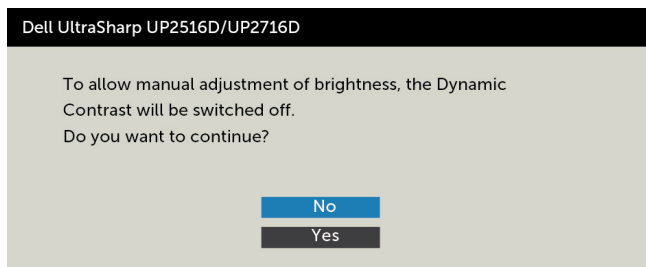 Dell UltraSharp UP2516D/UP2716D
To allow manual adjustment of brightness, the Dynamic
Contrast will be switched off.
Do you want to continue?
No
Yes